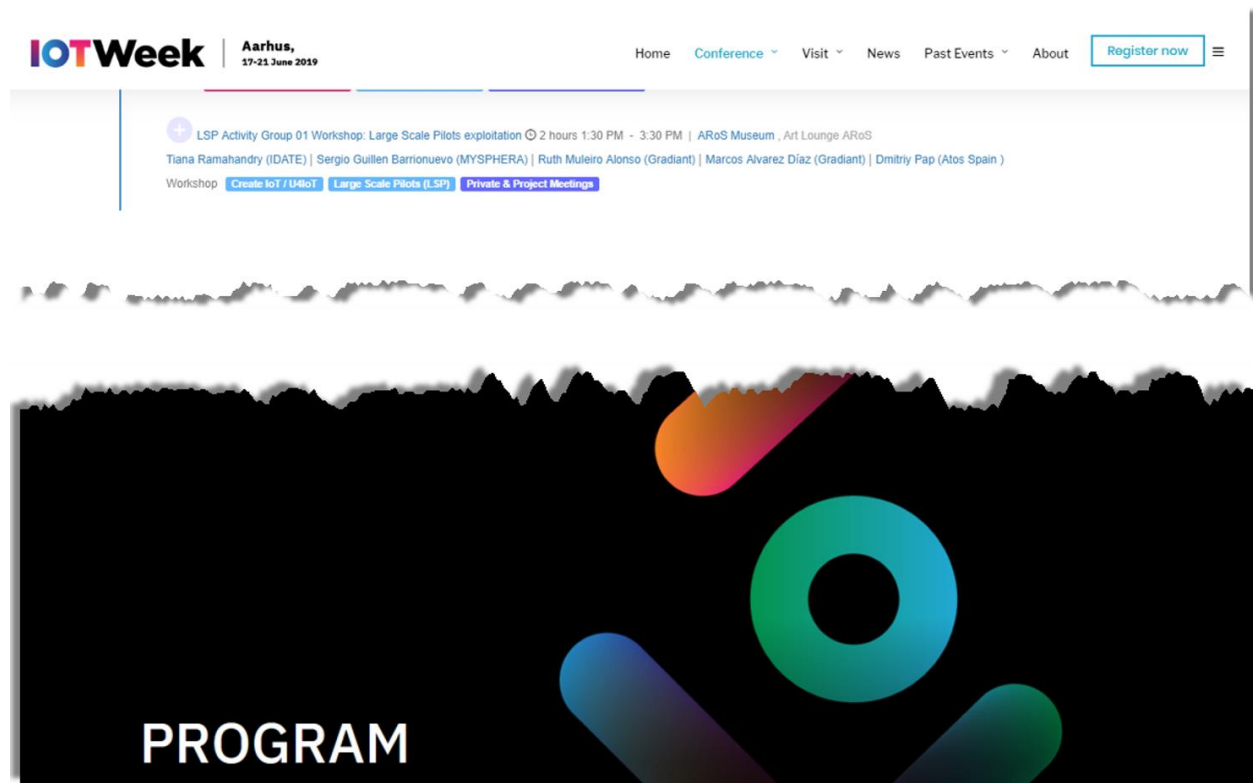 IOTWeek
Aarhus,
17-21 June 2019
Home Conference Visit News Past Events About Register now
LSP Activity Group 01 Workshop: Large Scale Pilots exploitation 2 hours 1:30 PM - 3:30 PM | ARoS Museum , Art Lounge ARoS
Tiana Ramahandry (IDATE) | Sergio Guillen Barrionuevo (MYSPHERA) | Ruth Muleiro Alonso (Gradiant) | Marcos Alvarez Díaz (Gradiant) | Dmitriy Pap (Atos Spain )
Workshop Create IoT / U4IoT Large Scale Pilots (LSP) Private & Project Meetings
PROGRAM